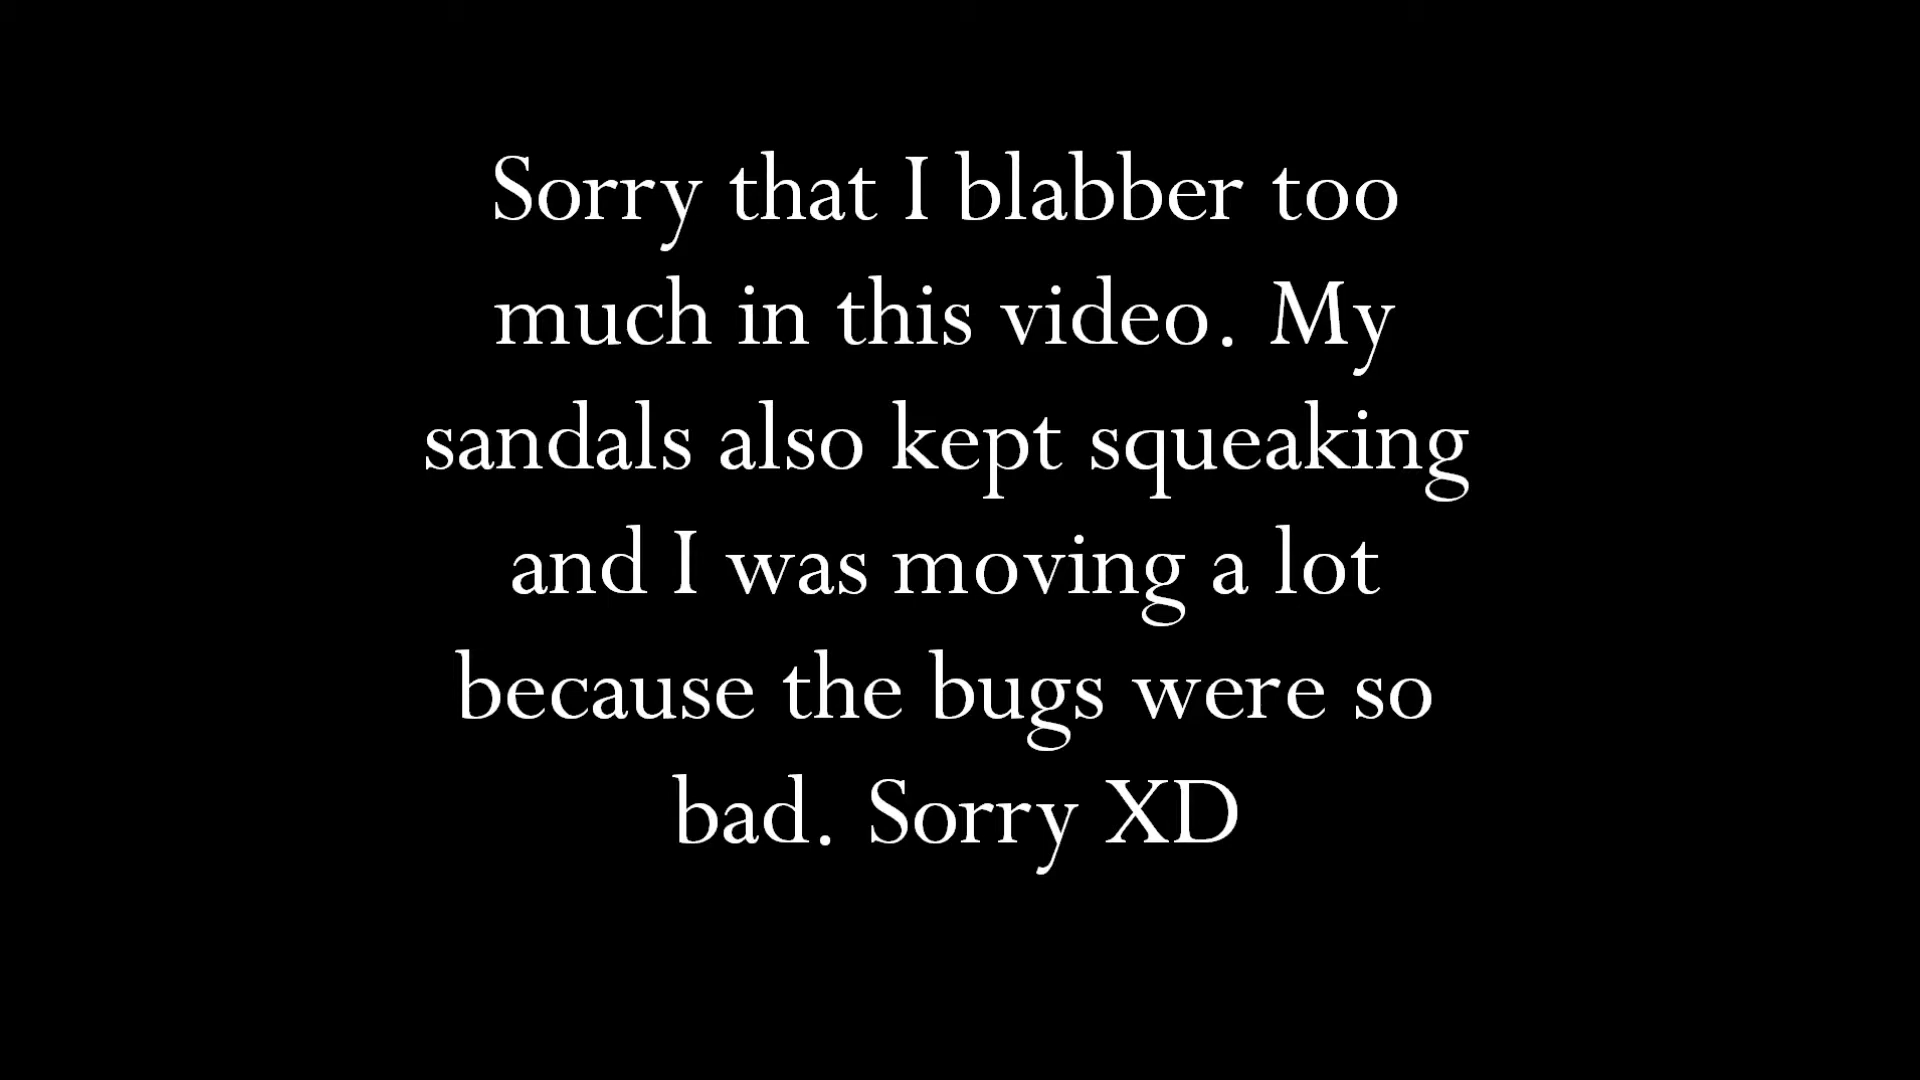 Sorry that I blabber too
much in this video. My
sandals also kept squeaking
and I was moving a lot
because the bugs were so
bad. Sorry XD